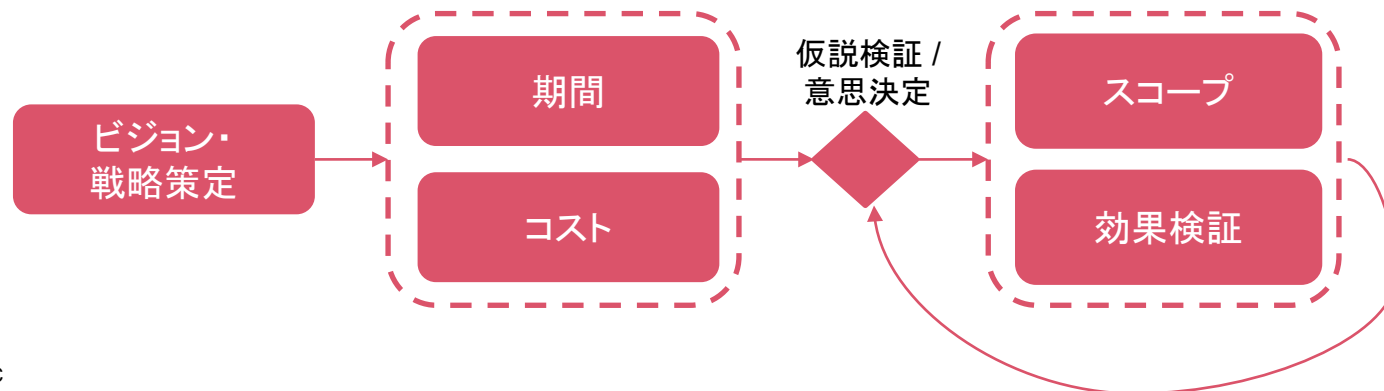 ビジョン・
戦略策定
期間
コスト
仮説検証 /
意思決定
スコープ
効果検証